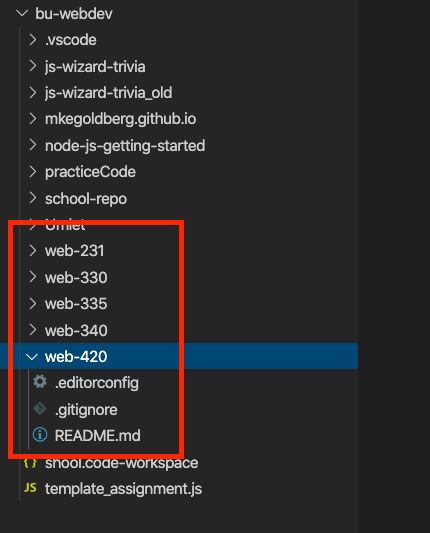 bu-webdev
.vscode
js-wizard-trivia
js-wizard-trivia_old
mkegoldberg.github.io
node-js-getting-started
practiceCode
school-repo
Umlet
web-231
web-330
web-335
web-340
web-420
.editorconfig
.gitignore
README.md
{} shool.code-workspace
JS template_assignment.js